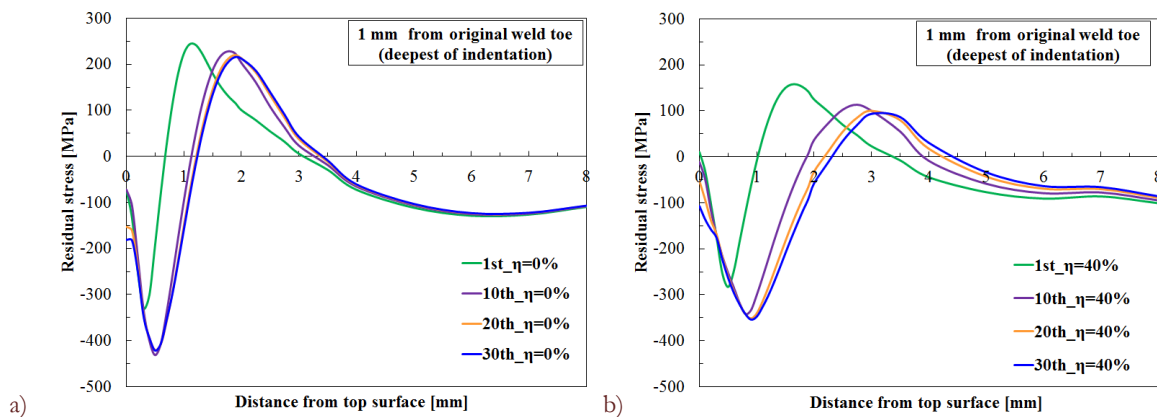 300
200
100
0
-100
-200
-300
-400
-500
Residual stress [MPa]
0 1 2 3 4 5 6 7 8
1 mm from original weld toe
(deepest of indentation)
1st_η=0%
10th_η=0%
20th_η=0%
30th_η=0%
Distance from top surface [mm]
a)
300
200
100
0
-100
-200
-300
-400
-500
Residual stress [MPa]
0 1 2 3 4 5 6 7 8
1 mm from original weld toe
(deepest of indentation)
1st_η=40%
10th_η=40%
20th_η=40%
30th_η=40%
Distance from top surface [mm]
b)